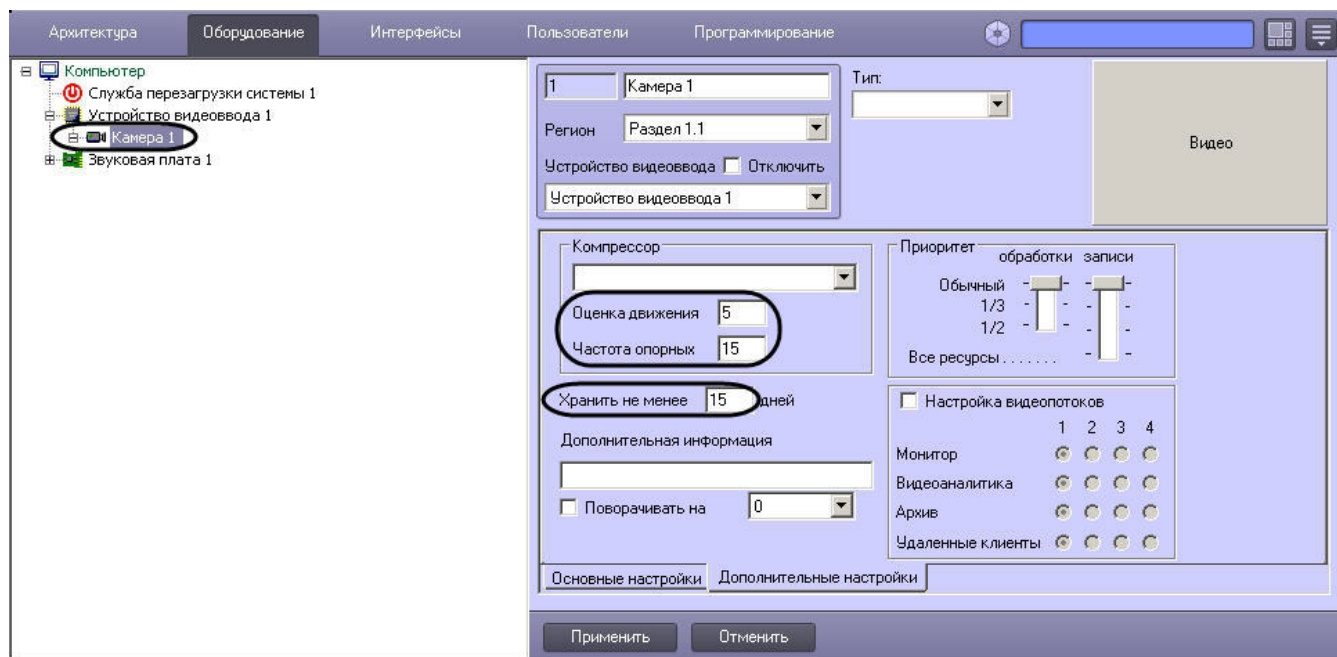 Архитектура Оборудование Интерфейсы Пользователи Программирование
Компьютер
Служба перезагрузки системы 1
Устройство видеоввода 1
Камера 1
Звуковая плата 1
1 Камера 1
Тип:
Регион Раздел 1.1
Устройство видеоввода Отключить
Устройство видеоввода 1
Видео
Компрессор
Оценка движения 5
Частота опорных 15
Хранить не менее 15 дней
Дополнительная информация
Поворачивать на 0
Приоритет обработки записи
Обычный
1/3
1/2
Все ресурсы . . . . . . .
Настройка видеопотоков
1 2 3 4
Монитор
Видеоаналитика
Архив
Удаленные клиенты
Основные настройки Дополнительные настройки
Применить Отменить